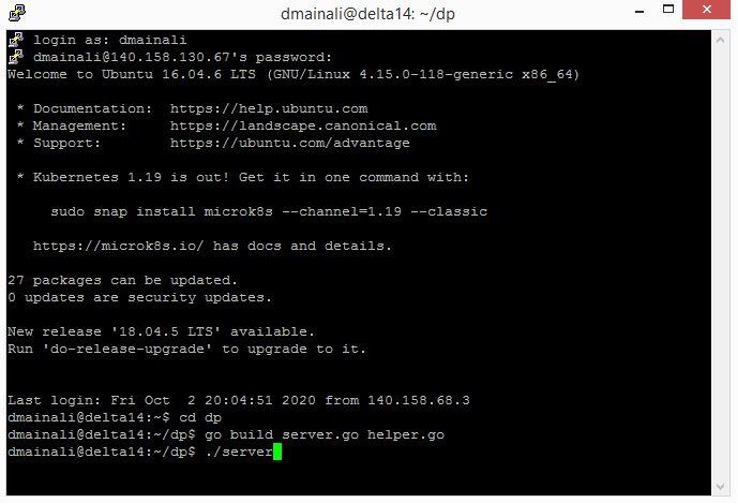 dmainali@delta14: ~/dp
login as: dmainali
dmainali@140.158.130.67's password:
Welcome to Ubuntu 16.04.6 LTS (GNU/Linux 4.15.0-118-generic x86_64)
* Documentation:  https://help.ubuntu.com
* Management:     https://landscape.canonical.com
* Support:        https://ubuntu.com/advantage
* Kubernetes 1.19 is out! Get it in one command with:
sudo snap install microk8s --channel=1.19 --classic
https://microk8s.io/ has docs and details.
27 packages can be updated.
0 updates are security updates.
New release '18.04.5 LTS' available.
Run 'do-release-upgrade' to upgrade to it.
Last login: Fri Oct  2 20:04:51 2020 from 140.158.68.3
dmainali@delta14:~$ cd dp
dmainali@delta14:~/dp$ go build server.go helper.go
dmainali@delta14:~/dp$ ./server